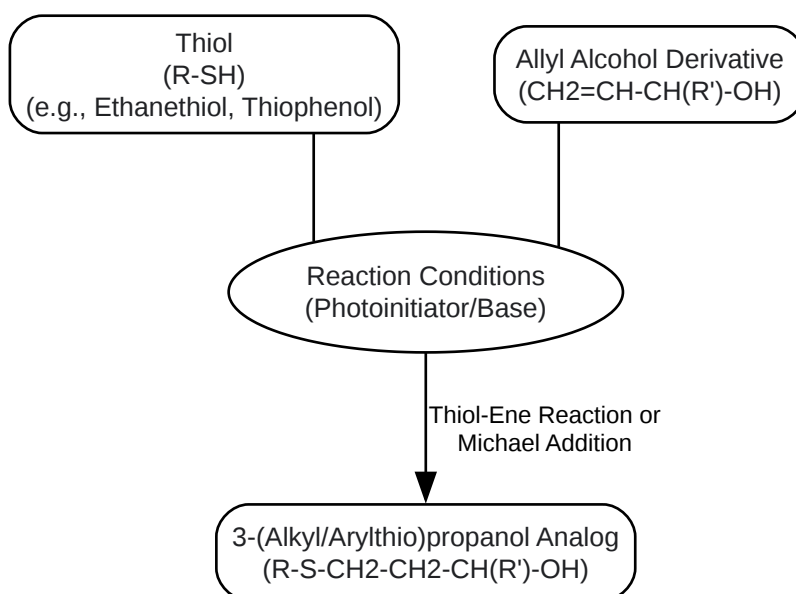 Thiol
(R-SH)
(e.g., Ethanethiol, Thiophenol)
Allyl Alcohol Derivative
(CH2=CH-CH(R')-OH)
Reaction Conditions
(Photoinitiator/Base)
Thiol-Ene Reaction or
Michael Addition
3-(Alkyl/Arylthio)propanol Analog
(R-S-CH2-CH2-CH(R')-OH)